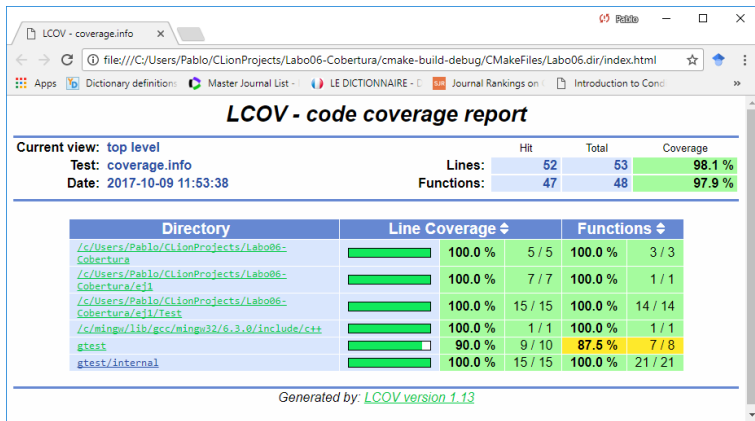 Pablo
LCOV - coverage.info
file:///C:/Users/Pablo/CLionProjects/Labo06-Cobertura/cmake-build-debug/CMakeFiles/Labo06.dir/index.html
Apps Dictionary definitions Master Journal List - LE DICTIONNAIRE - D Journal Rankings on Introduction to Cond »
LCOV - code coverage report
Current view: top level Hit Total Coverage
Test: coverage.info Lines: 52 53 98.1 %
Date: 2017-10-09 11:53:38 Functions: 47 48 97.9 %
Directory Line Coverage Functions
/c/Users/Pablo/CLionProjects/Labo06-
Cobertura 100.0 % 5 / 5 100.0 % 3 / 3
/c/Users/Pablo/CLionProjects/Labo06-
Cobertura/ej1 100.0 % 7 / 7 100.0 % 1 / 1
/c/Users/Pablo/CLionProjects/Labo06-
Cobertura/ej1/Test 100.0 % 15 / 15 100.0 % 14 / 14
/c/mingw/lib/gcc/mingw32/6.3.0/include/c++ 100.0 % 1 / 1 100.0 % 1 / 1
gtest 90.0 % 9 / 10 87.5 % 7 / 8
gtest/internal 100.0 % 15 / 15 100.0 % 21 / 21
Generated by: LCOV version 1.13